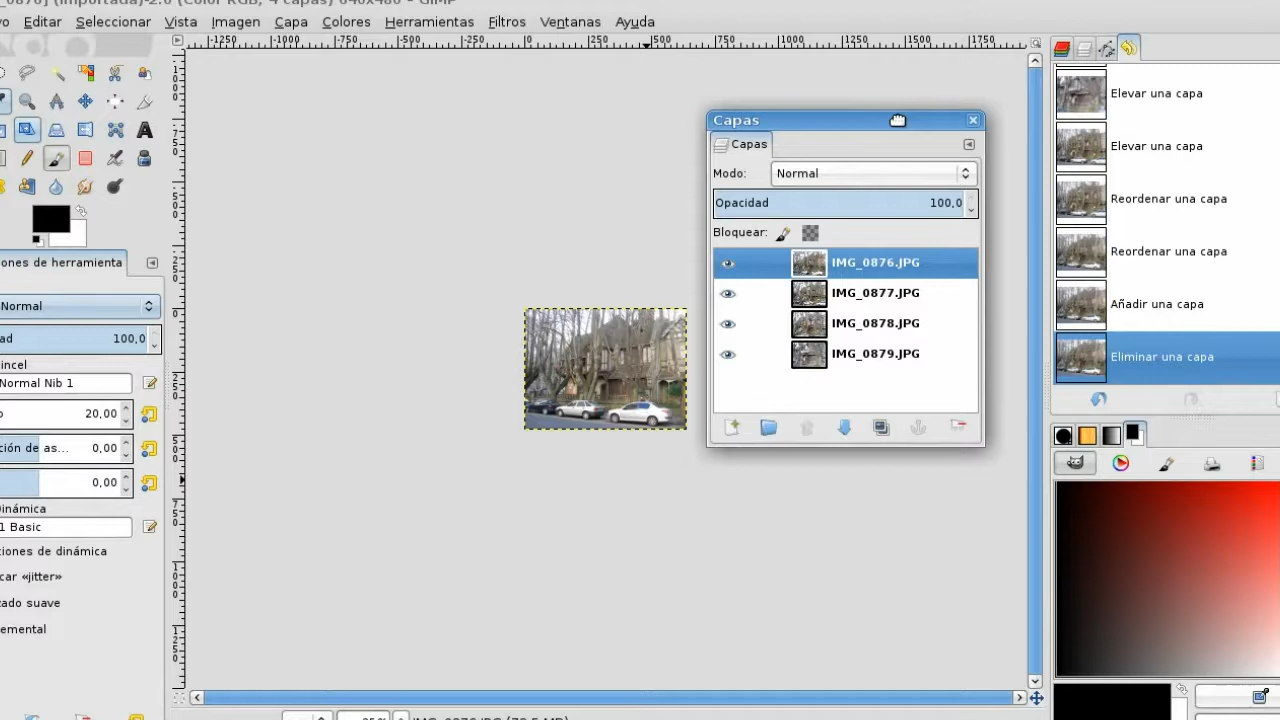 Editar Seleccionar Vista Imagen Capa Colores Herramientas Filtros Ventanas Ayuda
-1250 -1000 -750 -500 -250 0 250 500 750 1000 1250 1500 1750
Capas
Capas
Modo: Normal
Opacidad 100,0
Bloquear:
IMG_0876.JPG
IMG_0877.JPG
IMG_0878.JPG
IMG_0879.JPG
Elevar una capa
Elevar una capa
Reordenar una capa
Reordenar una capa
Añadir una capa
Eliminar una capa
ones de herramienta
Normal
ad 100,0
incel
Normal Nib 1
o 20,00
ción de as... 0,00
0,00
Dinámica
1 Basic
iones de dinámica
car «jitter»
zado suave
emental